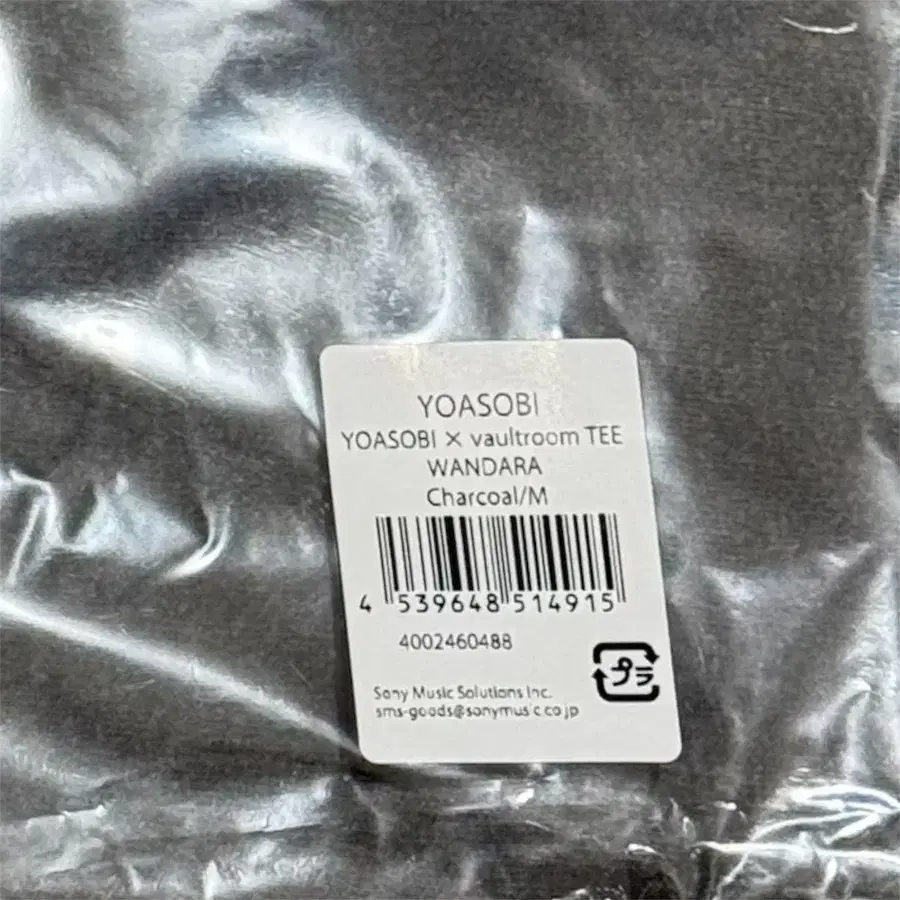 YOASOBI
YOASOBI × vaultroom TEE
WANDARA
Charcoal/M
4 539648 514915
4002460488
プラ
Sony Music Solutions Inc.
sms-goods@sonymusic.co.jp